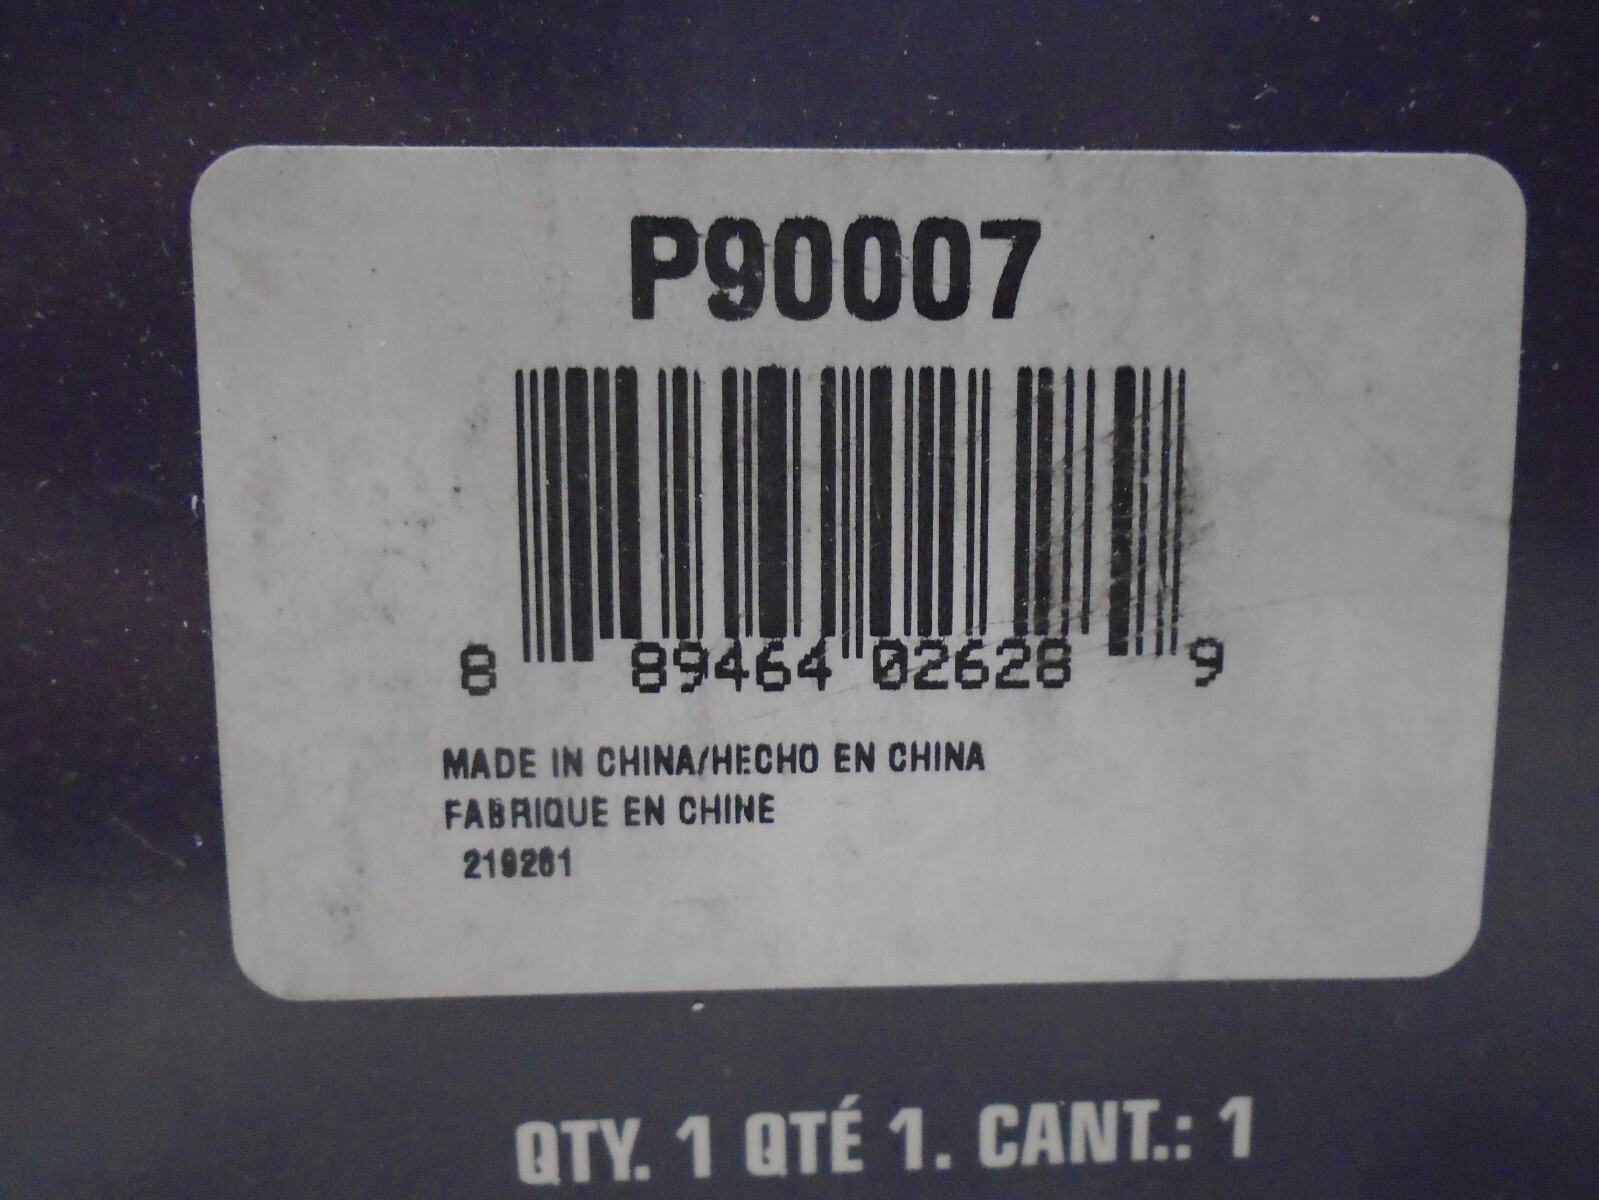 P90007
8 89464 02628 9
MADE IN CHINA/HECHO EN CHINA
FABRIQUE EN CHINE
219261
QTY. 1 QTÉ 1. CANT.: 1